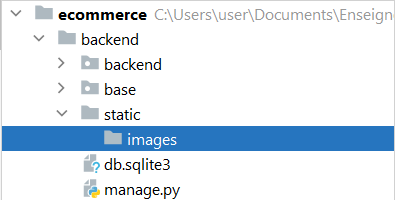 ecommerce C:\Users\user\Documents\Enseign
backend
backend
base
static
images
db.sqlite3
manage.py